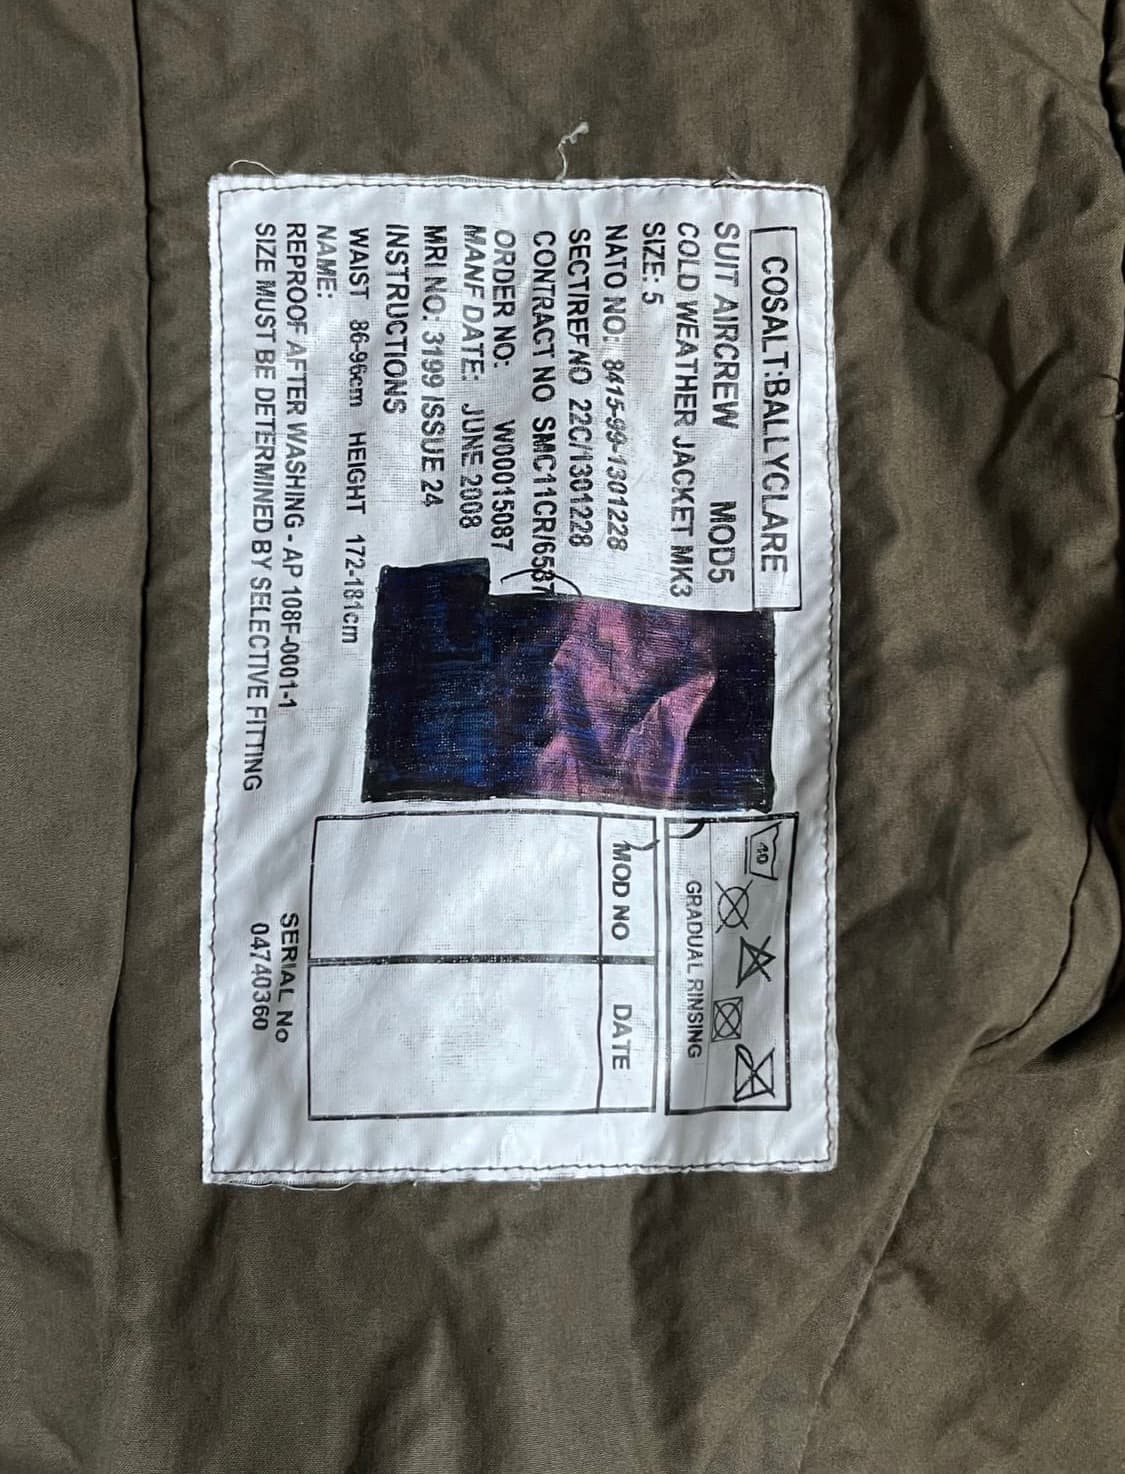 COSALT·BALLYCLARE
SUIT AIRCREW MOD5
COLD WEATHER JACKET MK3
SIZE: 5
NATO NO: 8415-99-1301228
SECT/REF NO 22C/1301228
CONTRACT NO SMC11CR/6587
ORDER NO: W00015087
MANF DATE: JUNE 2008
MRI NO: 3199 ISSUE 24
INSTRUCTIONS
WAIST 86-96cm HEIGHT 172-181cm
NAME:
REPROOF AFTER WASHING - AP 108F-0001-1
SIZE MUST BE DETERMINED BY SELECTIVE FITTING
40
GRADUAL RINSING
MOD NO DATE
SERIAL No
04740360